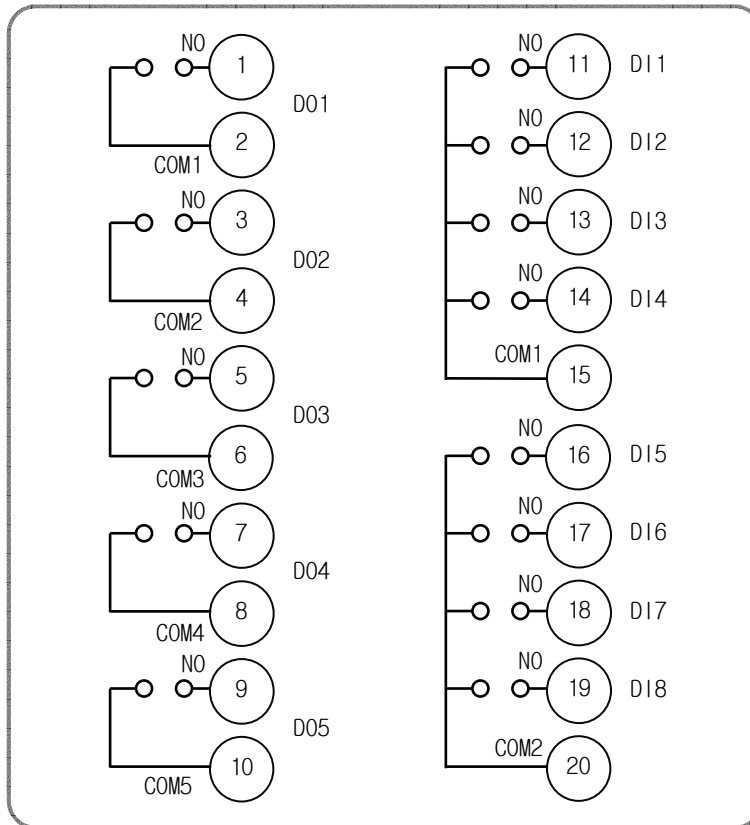 NO
1
DO1
2
COM1
NO
3
DO2
4
COM2
NO
5
DO3
6
COM3
NO
7
DO4
8
COM4
NO
9
DO5
10
COM5
NO
11 DI1
NO
12 DI2
NO
13 DI3
NO
14 DI4
COM1
15
NO
16 DI5
NO
17 DI6
NO
18 DI7
NO
19 DI8
COM2
20